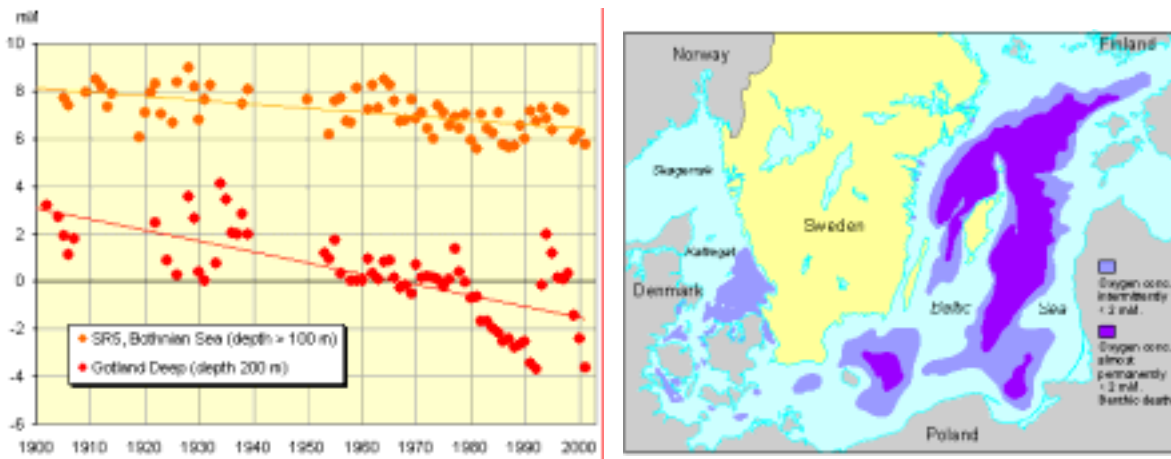 ml/l
10
8
6
4
2
0
-2
-4
-6
1900 1910 1920 1930 1940 1950 1960 1970 1980 1990 2000
SR5, Bothnian Sea (depth > 100 m)
Gotland Deep (depth 200 m)
Norway
Finland
Skagerrak
Sweden
Kattegat
Denmark
Baltic Sea
Poland
Oxygen conc.
intermittently
< 2 ml/l.
Oxygen conc.
almost
permanently
< 2 ml/l.
Benthic death